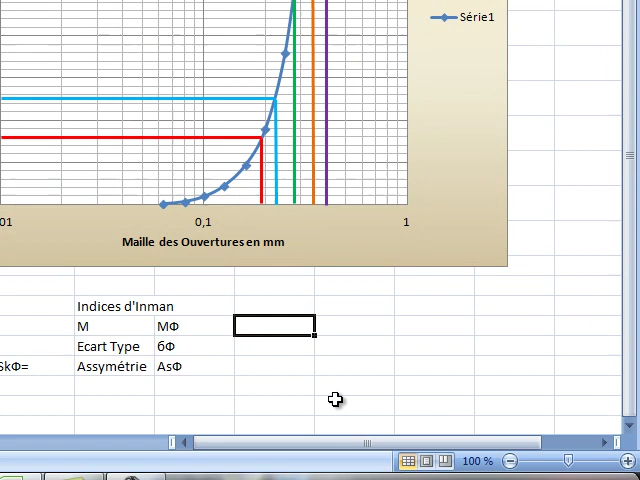 Série1
01
0,1
1
Maille des Ouvertures en mm
Indices d'Inman
M MΦ
Ecart Type бΦ
SkΦ= Assymétrie AsΦ
100 %